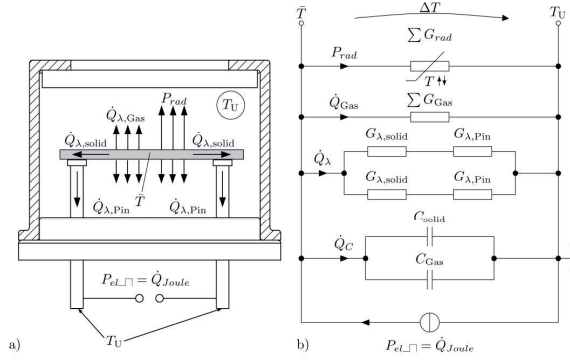 P_rad
T_U
Q̇_λ,Gas
Q̇_λ,solid
Q̇_λ,solid
T̄
Q̇_λ,Pin
Q̇_λ,Pin
P_el_⊓ = Q̇_Joule
a)
T_U
T̄
ΔT
T_U
∑ G_rad
P_rad
T ↑↓
∑ G_Gas
Q̇_Gas
G_λ,solid
G_λ,Pin
Q̇_λ
G_λ,solid
G_λ,Pin
C_solid
Q̇_C
C_Gas
b)
P_el_⊓ = Q̇_Joule